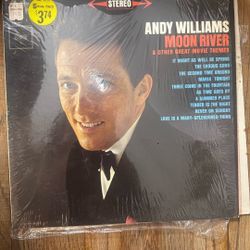 STEREO
$3.74
ANDY WILLIAMS
MOON RIVER
& OTHER GREAT MOVIE THEMES
IT MIGHT AS WELL BE SPRING
THE EXODUS SONG
THE SECOND TIME AROUND
MARIA TONIGHT
THREE COINS IN THE FOUNTAIN
AS TIME GOES BY
A SUMMER PLACE
TENDER IS THE NIGHT
NEVER ON SUNDAY
LOVE IS A MANY-SPLENDORED THING